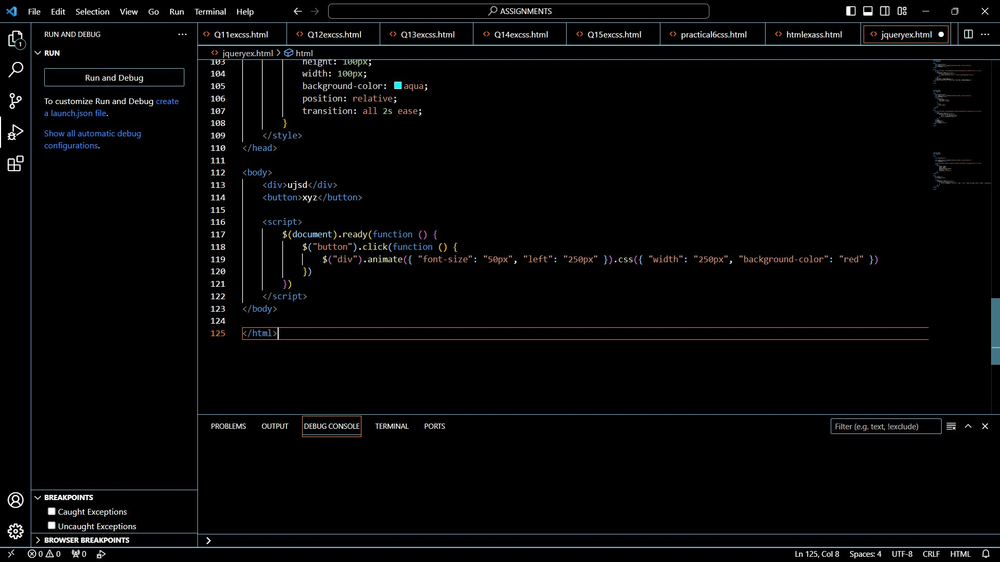 File Edit Selection View Go Run Terminal Help
ASSIGNMENTS
RUN AND DEBUG
RUN
Run and Debug
To customize Run and Debug create
a launch.json file.
Show all automatic debug
configurations.
BREAKPOINTS
Caught Exceptions
Uncaught Exceptions
BROWSER BREAKPOINTS
1
Q11excss.html Q12excss.html Q13excss.html Q14excss.html Q15excss.html practical6css.html htmlexass.html jqueryex.html
jqueryex.html > html
103 height: 100px;
104 width: 100px;
105 background-color: aqua;
106 position: relative;
107 transition: all 2s ease;
108 }
109 </style>
110 </head>
111
112 <body>
113 <div>ujsd</div>
114 <button>xyz</button>
115
116 <script>
117 $(document).ready(function () {
118 $("button").click(function () {
119 $("div").animate({ "font-size": "50px", "left": "250px" }).css({ "width": "250px", "background-color": "red" })
120 })
121 })
122 </script>
123 </body>
124
125 </html>
PROBLEMS OUTPUT DEBUG CONSOLE TERMINAL PORTS
Filter (e.g. text, !exclude)
0 0 0
Ln 125, Col 8 Spaces: 4 UTF-8 CRLF HTML